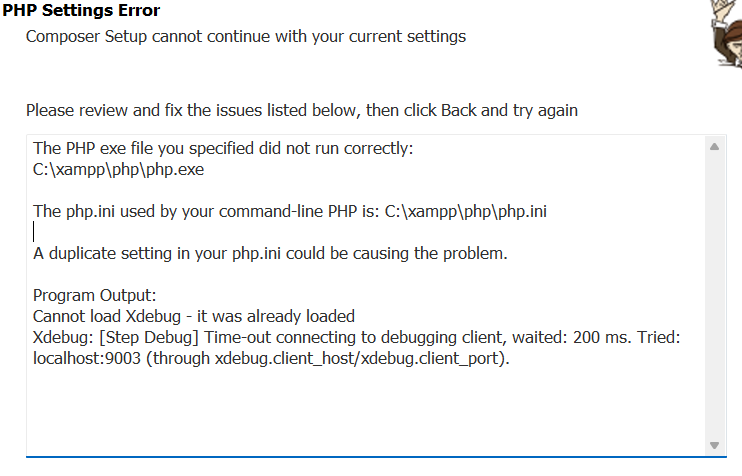 PHP Settings Error
Composer Setup cannot continue with your current settings
Please review and fix the issues listed below, then click Back and try again
The PHP exe file you specified did not run correctly:
C:\xampp\php\php.exe
The php.ini used by your command-line PHP is: C:\xampp\php\php.ini
A duplicate setting in your php.ini could be causing the problem.
Program Output:
Cannot load Xdebug - it was already loaded
Xdebug: [Step Debug] Time-out connecting to debugging client, waited: 200 ms. Tried:
localhost:9003 (through xdebug.client_host/xdebug.client_port).